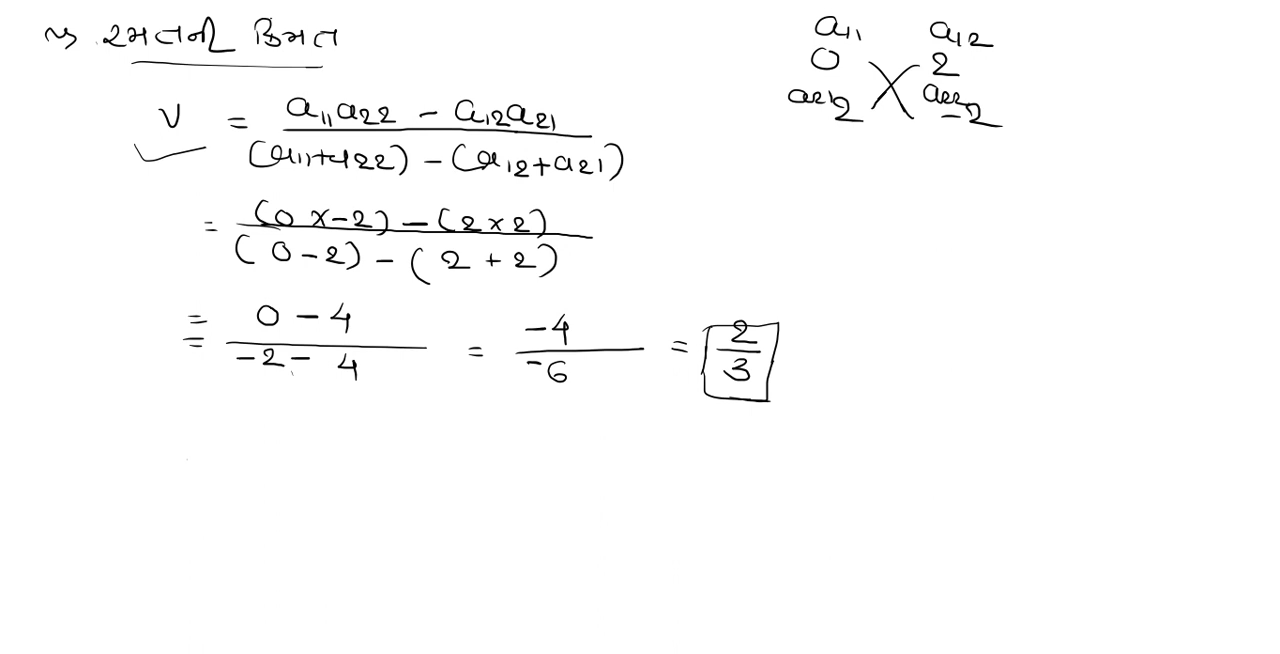 → રમતની કિંમત
a₁₁ a₁₂
0 2
a₂₁ 2 a₂₂ -2
V = a₁₁a₂₂ - a₁₂a₂₁ / (a₁₁+a₂₂) - (a₁₂+a₂₁)
= (0 × -2) - (2 × 2) / (0 - 2) - (2 + 2)
= 0 - 4 / -2 - 4 = -4 / -6 = 2 / 3